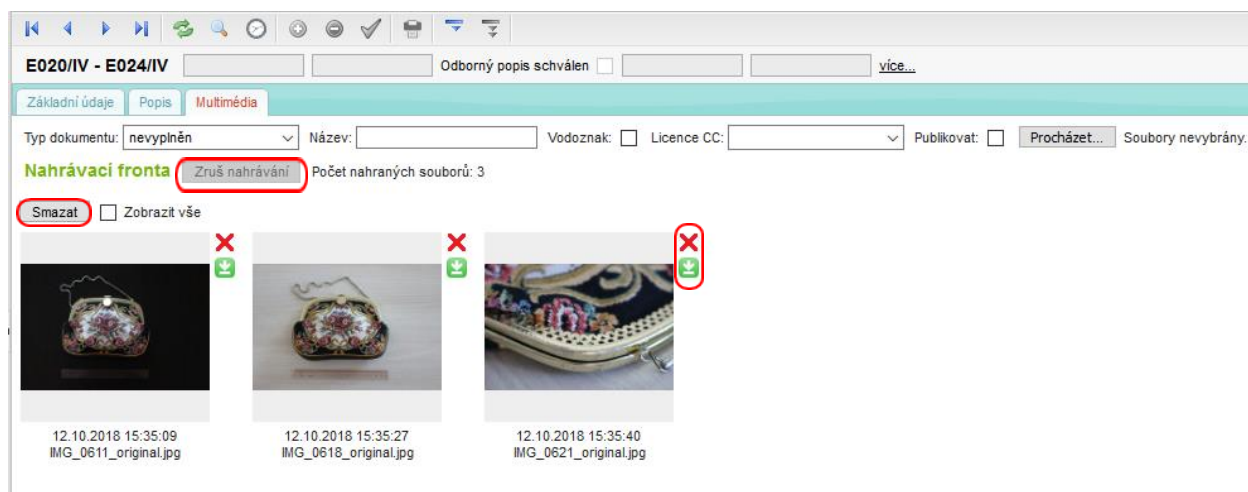 E020/IV - E024/IV Odborný popis schválen více...
Základní údaje Popis Multimédia
Typ dokumentu: nevyplněn Název: Vodoznak: Licence CC: Publikovat: Procházet... Soubory nevybrány.
Nahrávací fronta Zruš nahrávání Počet nahraných souborů: 3
Smazat Zobrazit vše
12.10.2018 15:35:09 12.10.2018 15:35:27 12.10.2018 15:35:40
IMG_0611_original.jpg IMG_0618_original.jpg IMG_0621_original.jpg